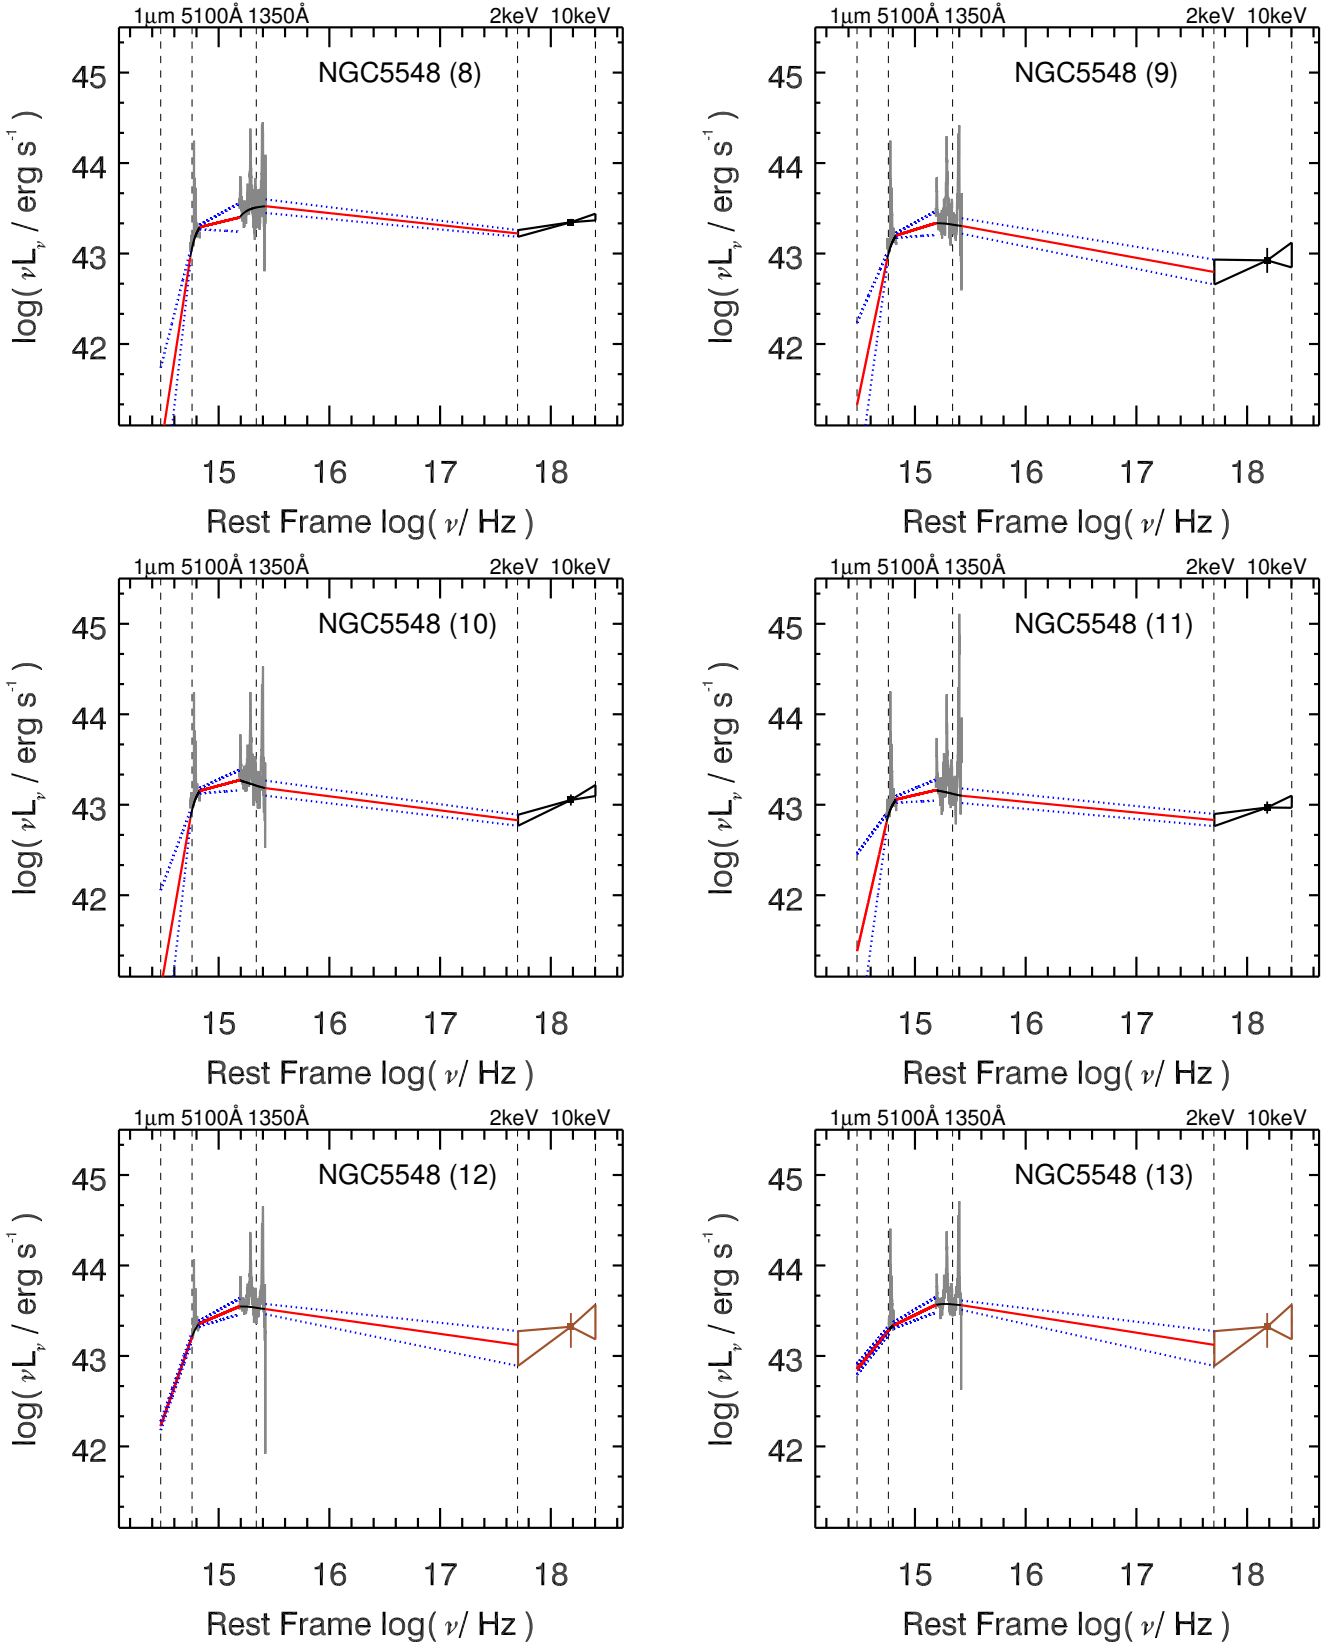 1μm 5100Å 1350Å 2keV 10keV
NGC5548 (8)
45
44
43
42
log( νLν / erg s-1 )
15 16 17 18
Rest Frame log( ν/ Hz )
1μm 5100Å 1350Å 2keV 10keV
NGC5548 (9)
45
44
43
42
log( νLν / erg s-1 )
15 16 17 18
Rest Frame log( ν/ Hz )
1μm 5100Å 1350Å 2keV 10keV
NGC5548 (10)
45
44
43
42
log( νLν / erg s-1 )
15 16 17 18
Rest Frame log( ν/ Hz )
1μm 5100Å 1350Å 2keV 10keV
NGC5548 (11)
45
44
43
42
log( νLν / erg s-1 )
15 16 17 18
Rest Frame log( ν/ Hz )
1μm 5100Å 1350Å 2keV 10keV
NGC5548 (12)
45
44
43
42
log( νLν / erg s-1 )
15 16 17 18
Rest Frame log( ν/ Hz )
1μm 5100Å 1350Å 2keV 10keV
NGC5548 (13)
45
44
43
42
log( νLν / erg s-1 )
15 16 17 18
Rest Frame log( ν/ Hz )